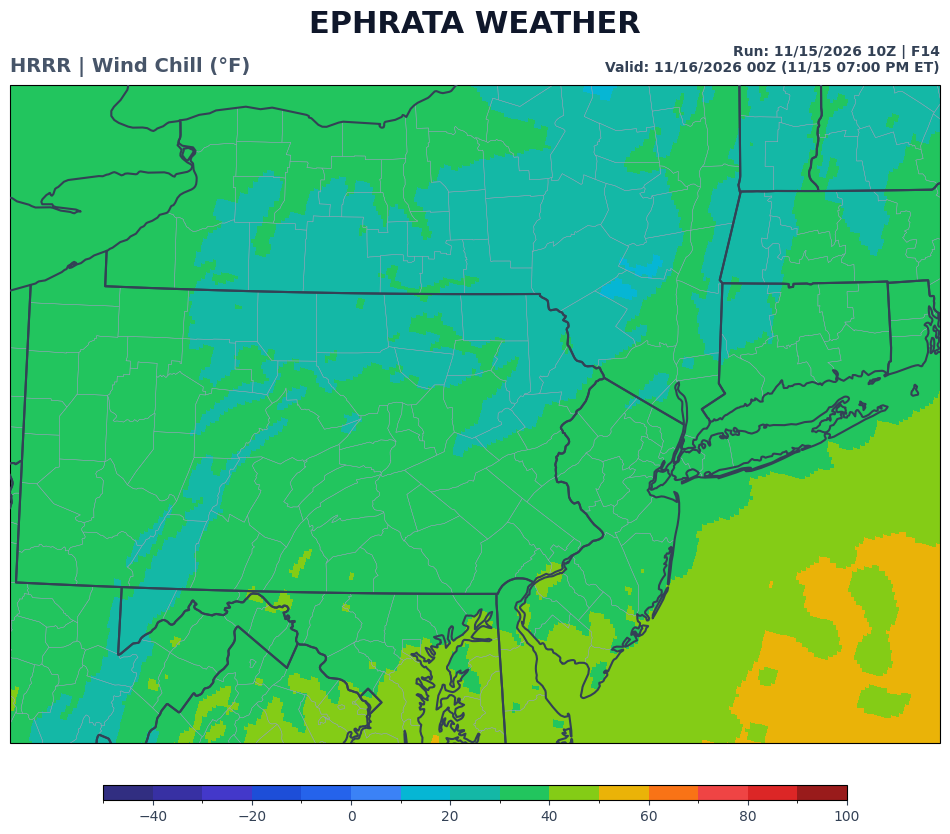 EPHRATA WEATHER
HRRR | Wind Chill (°F)
Run: 11/15/2026 10Z | F14
Valid: 11/16/2026 00Z (11/15 07:00 PM ET)
−40 −20 0 20 40 60 80 100